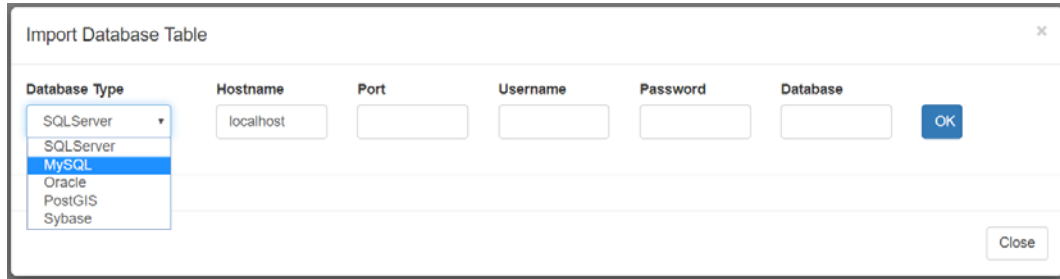 Import Database Table ×
Database Type Hostname Port Username Password Database
SQLServer localhost OK
SQLServer
MySQL
Oracle
PostGIS
Sybase
Close